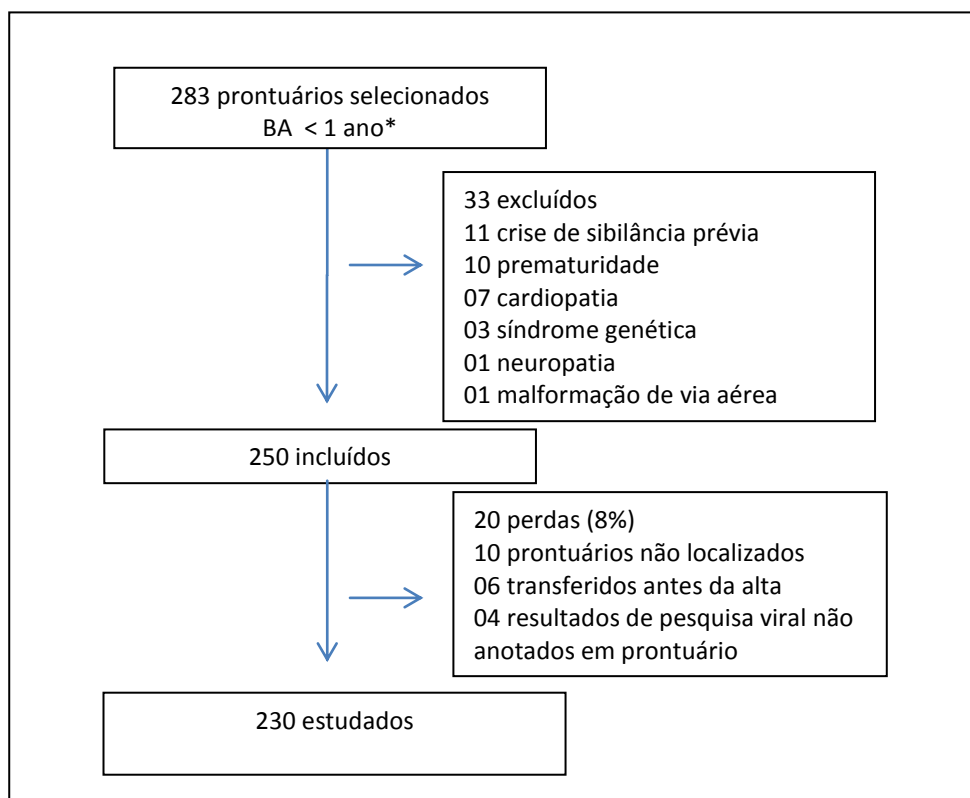 283 prontuários selecionados
BA < 1 ano*
33 excluídos
11 crise de sibilância prévia
10 prematuridade
07 cardiopatia
03 síndrome genética
01 neuropatia
01 malformação de via aérea
250 incluídos
20 perdas (8%)
10 prontuários não localizados
06 transferidos antes da alta
04 resultados de pesquisa viral não
anotados em prontuário
230 estudados